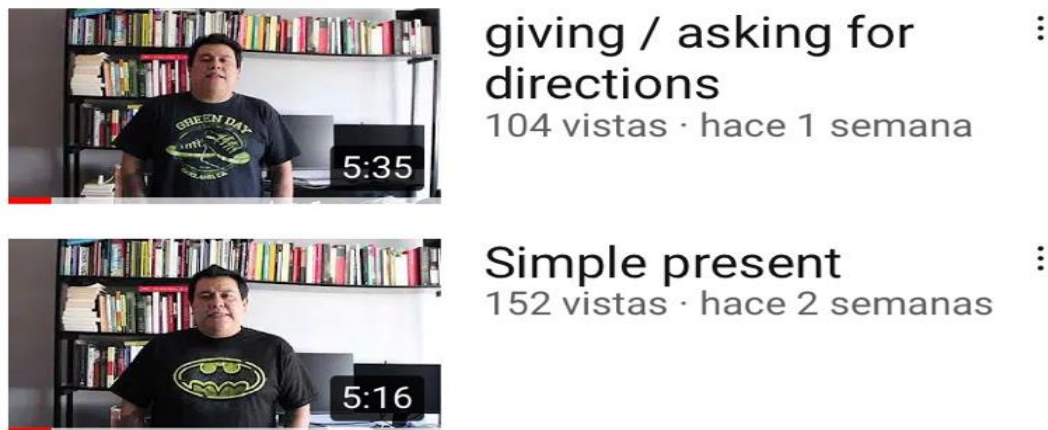 GREEN DAY
5:35
giving / asking for
directions
104 vistas · hace 1 semana
5:16
Simple present
152 vistas · hace 2 semanas